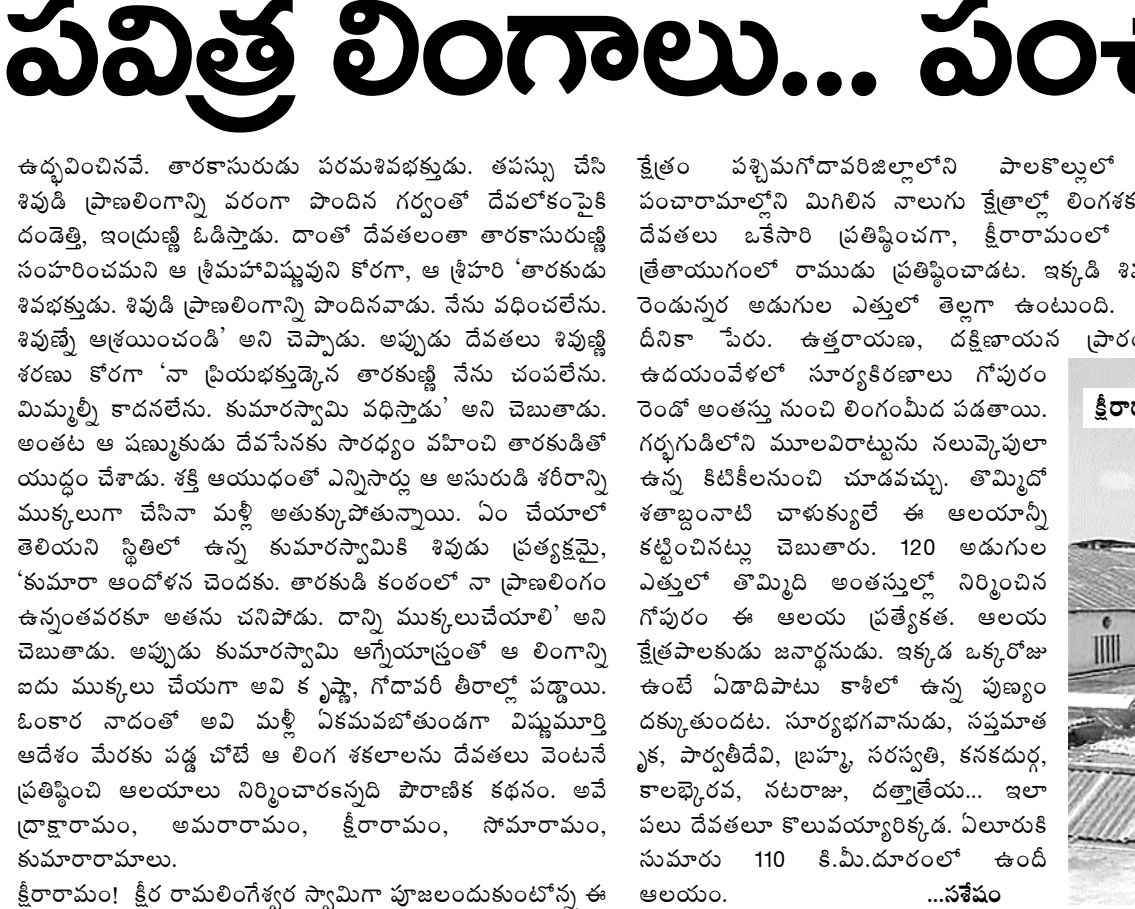 పవిత్ర లింగాలు...
ఉద్భవించినవే. తారకాసురుడు పరమశివభక్తుడు. తపస్సు చేసి
శివుడి ప్రాణలింగాన్ని వరంగా పొందిన గర్వంతో దేవలోకంపైకి
దండెత్తి, ఇంద్రుణ్ణి ఓడిస్తాడు. దాంతో దేవతలంతా తారకాసురుణ్ణి
సంహరించమని ఆ శ్రీమహావిష్ణువుని కోరగా, ఆ శ్రీహరి ‘తారకుడు
శివభక్తుడు. శివుడి ప్రాణలింగాన్ని పొందినవాడు. నేను వధించలేను.
శివుణ్నే ఆశ్రయించండి’ అని చెప్పాడు. అప్పుడు దేవతలు శివుణ్ణి
శరణు కోరగా ‘నా ప్రియభక్తుడైన తారకుణ్ణి నేను చంపలేను.
మిమ్మల్నీ కాదనలేను. కుమారస్వామి వధిస్తాడు’ అని చెబుతాడు.
అంతట ఆ షణ్ముకుడు దేవసేనకు సారధ్యం వహించి తారకుడితో
యుద్ధం చేశాడు. శక్తి ఆయుధంతో ఎన్నిసార్లు ఆ అసురుడి శరీరాన్ని
ముక్కలుగా చేసినా మళ్లీ అతుక్కుపోతున్నాయి. ఏం చేయాలో
తెలియని స్థితిలో ఉన్న కుమారస్వామికి శివుడు ప్రత్యక్షమై,
‘కుమారా ఆందోళన చెందకు. తారకుడి కంఠంలో నా ప్రాణలింగం
ఉన్నంతవరకూ అతను చనిపోడు. దాన్ని ముక్కలుచేయాలి’ అని
చెబుతాడు. అప్పుడు కుమారస్వామి ఆగ్నేయాస్త్రంతో ఆ లింగాన్ని
ఐదు ముక్కలు చేయగా అవి క ృష్ణా, గోదావరీ తీరాల్లో పడ్డాయి.
ఓంకార నాదంతో అవి మళ్లీ ఏకమవబోతుండగా విష్ణుమూర్తి
ఆదేశం మేరకు పడ్డ చోటే ఆ లింగ శకలాలను దేవతలు వెంటనే
ప్రతిష్ఠించి ఆలయాలు నిర్మించారకన్నది పౌరాణిక కథనం. అవే
ద్రాక్షారామం, అమరారామం, క్షీరారామం, సోమారామం,
కుమారారామాలు.
క్షీరారామం! క్షీర రామలింగేశ్వర స్వామిగా పూజలందుకుంటోన్న ఈ
క్షేత్రం పశ్చిమగోదావరిజిల్లాలోని పాలకొల్లులో
పంచారామాల్లోని మిగిలిన నాలుగు క్షేత్రాల్లో
దేవతలు ఒకేసారి ప్రతిష్ఠించగా, క్షీరారామంలో
త్రేతాయుగంలో రాముడు ప్రతిష్ఠించాడట. ఇక్కడి
రెండున్నర అడుగుల ఎత్తులో తెల్లగా ఉంటుంది.
దీనికా పేరు. ఉత్తరాయణ, దక్షిణాయన
ఉదయంవేళలో సూర్యకిరణాలు గోపురం
రెండో అంతస్తు నుంచి లింగంమీద పడతాయి.
గర్భగుడిలోని మూలవిరాట్టును నలువైపులా
ఉన్న కిటికీలనుంచి చూడవచ్చు. తొమ్మిదో
శతాబ్దంనాటి చాళుక్యులే ఈ ఆలయాన్నీ
కట్టించినట్లు చెబుతారు. 120 అడుగుల
ఎత్తులో తొమ్మిది అంతస్తుల్లో నిర్మించిన
గోపురం ఈ ఆలయ ప్రత్యేకత. ఆలయ
క్షేత్రపాలకుడు జనార్థనుడు. ఇక్కడ ఒక్కరోజు
ఉంటే ఏడాదిపాటు కాశీలో ఉన్న పుణ్యం
దక్కుతుందట. సూర్యభగవానుడు, సప్తమాత
ృక, పార్వతీదేవి, బ్రహ్మ, సరస్వతి, కనకదుర్గ,
కాలభైరవ, నటరాజు, దత్తాత్రేయ... ఇలా
పలు దేవతలూ కొలువయ్యారిక్కడ. ఏలూరుకి
సుమారు 110 కి.మీ.దూరంలో ఉందీ
ఆలయం. ...సశేషం